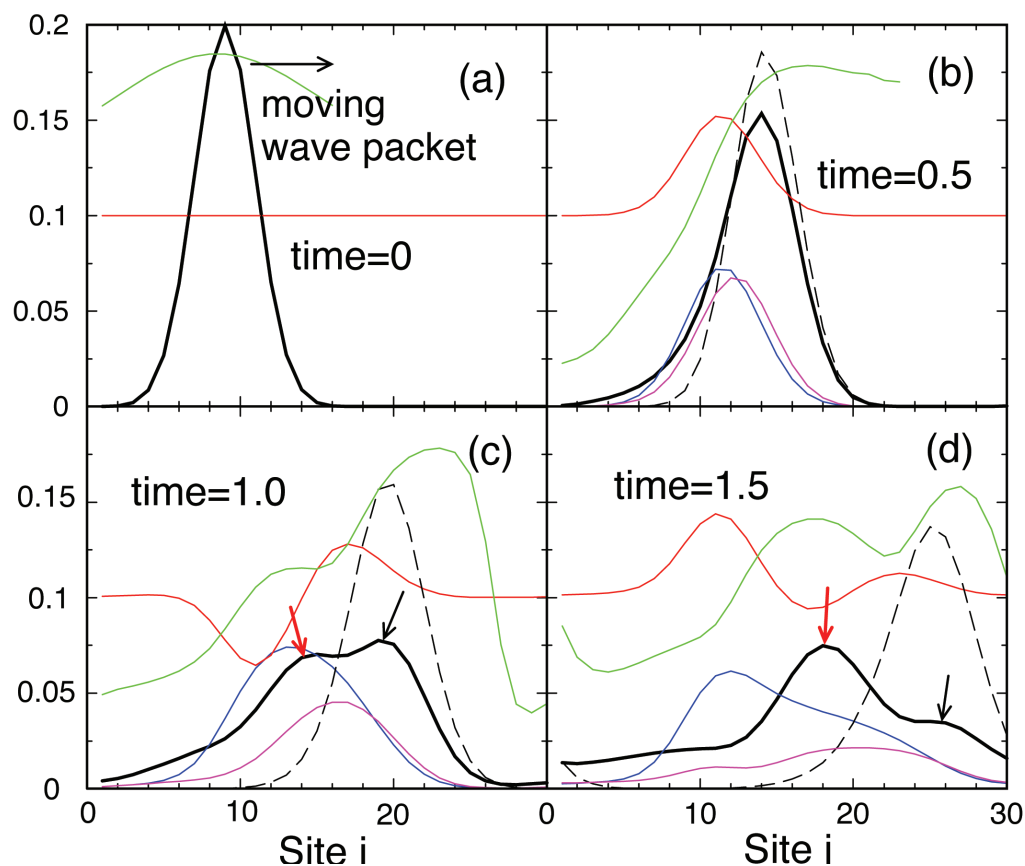 0.2
(a)
(b)
moving
wave packet
0.15
time=0.5
0.1
time=0
0.05
0
(c)
(d)
time=1.0
time=1.5
0.15
0.1
0.05
0
0 10 20 0 10 20 30
Site j Site j